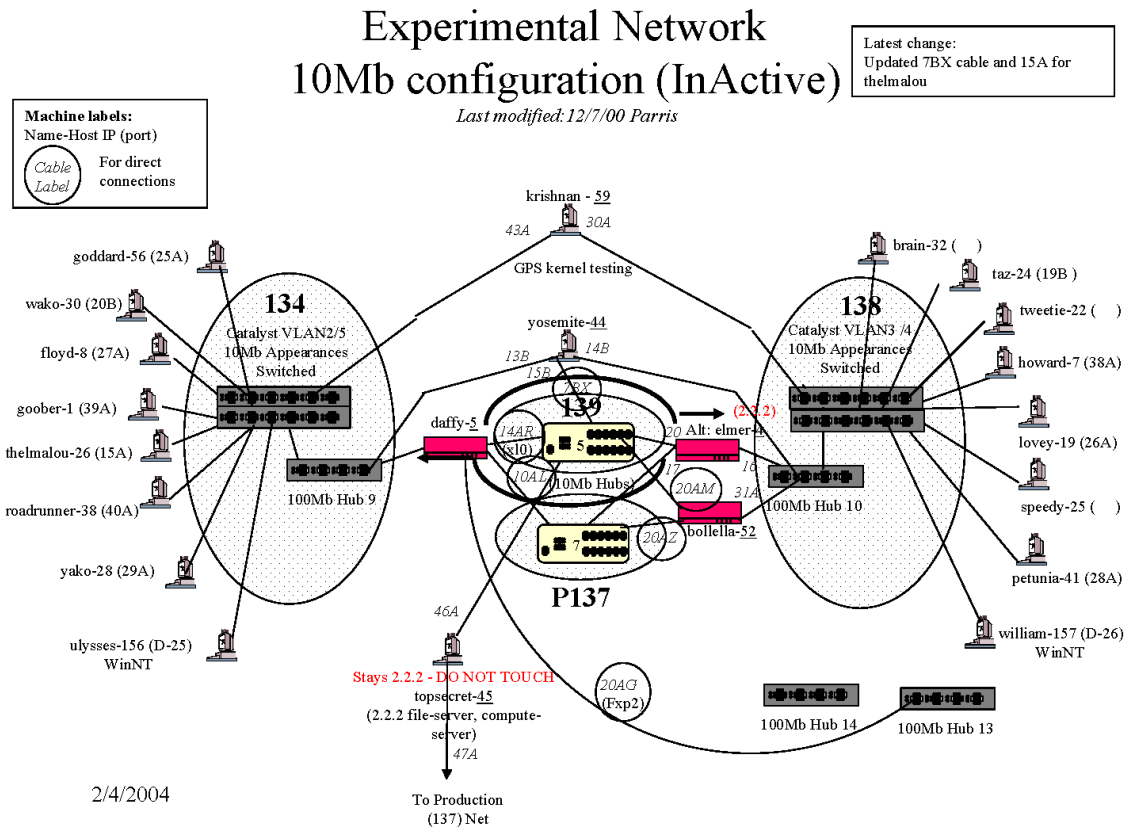 Experimental Network
10Mb configuration (InActive)
Last modified: 12/7/00 Parris
Latest change:
Updated 7BX cable and 15A for
thelmalou
Machine labels:
Name-Host IP (port)
Cable
Label
For direct
connections
krishnan - 59
43A
30A
GPS kernel testing
goddard-56 (25A)
wako-30 (20B)
floyd-8 (27A)
goober-1 (39A)
thelmalou-26 (15A)
roadrunner-38 (40A)
yako-28 (29A)
ulysses-156 (D-25)
WinNT
134
Catalyst VLAN2/5
10Mb Appearances
Switched
100Mb Hub 9
yosemite-44
13B
14B
15B
7BX
139
daffy-5
14AR
(x10)
5
10AL
(10Mb Hubs)
20
(2.2.2)
Alt: elmer-4
17
16
20AM
31A
bollella-52
20AZ
7
P137
138
Catalyst VLAN3 /4
10Mb Appearances
Switched
100Mb Hub 10
brain-32 ( )
taz-24 (19B )
tweetie-22 ( )
howard-7 (38A)
lovey-19 (26A)
speedy-25 ( )
petunia-41 (28A)
william-157 (D-26)
WinNT
46A
Stays 2.2.2 - DO NOT TOUCH
topsecret-45
(2.2.2 file-server, compute-
server)
47A
To Production
(137) Net
20AG
(Fxp2)
100Mb Hub 14
100Mb Hub 13
2/4/2004